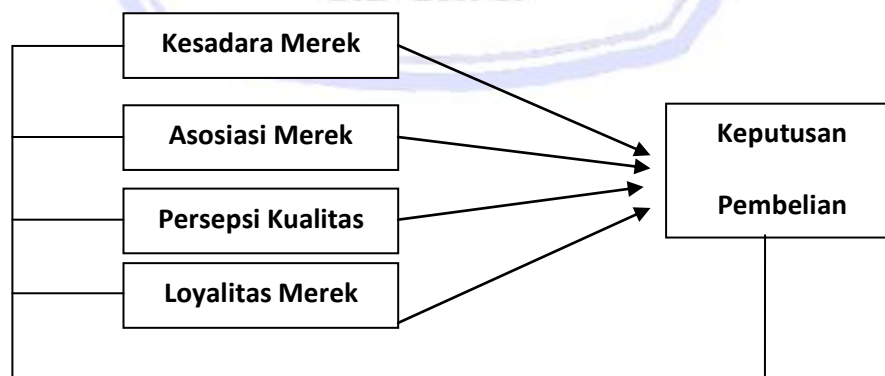 Kesadara Merek
Asosiasi Merek
Persepsi Kualitas
Loyalitas Merek
Keputusan
Pembelian